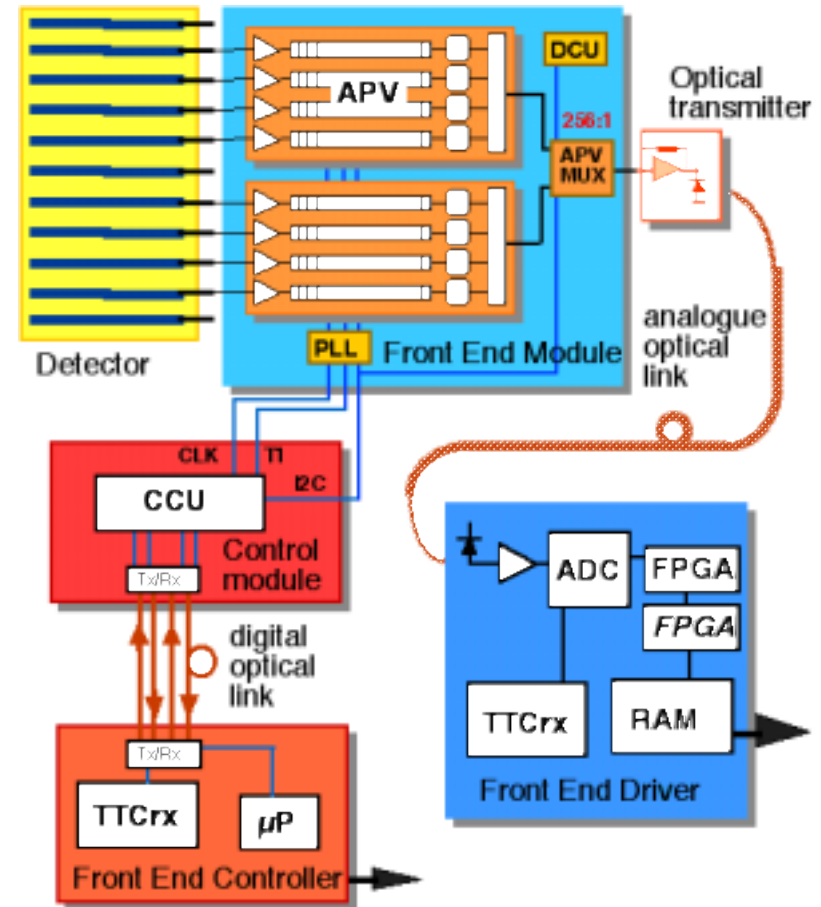 DCU
APV
256:1
APV
MUX
Optical
transmitter
PLL
Front End Module
Detector
analogue
optical
link
CLK
T1
I2C
CCU
Control
module
Tx/Rx
digital
optical
link
Tx/Rx
TTCrx
µP
Front End Controller
ADC
FPGA
FPGA
TTCrx
RAM
Front End Driver